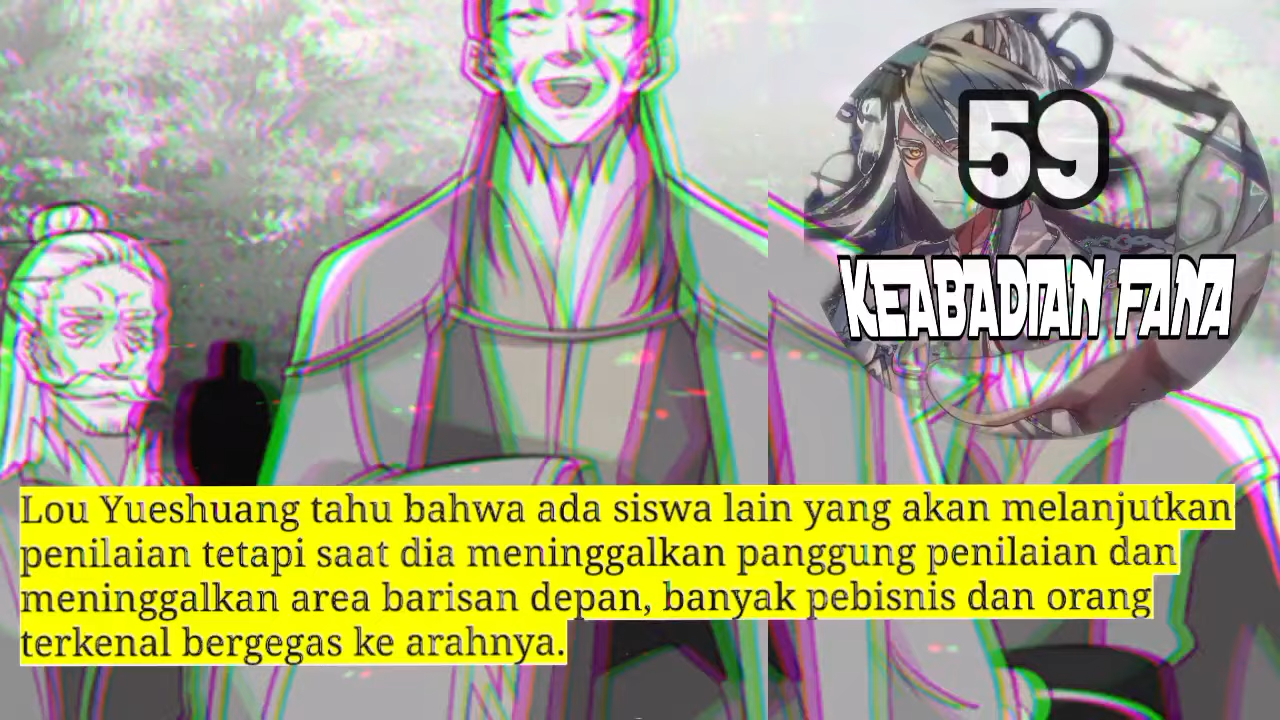 59
KEABADIAN FANA
Lou Yueshuang tahu bahwa ada siswa lain yang akan melanjutkan
penilaian tetapi saat dia meninggalkan panggung penilaian dan
meninggalkan area barisan depan, banyak pebisnis dan orang
terkenal bergegas ke arahnya.